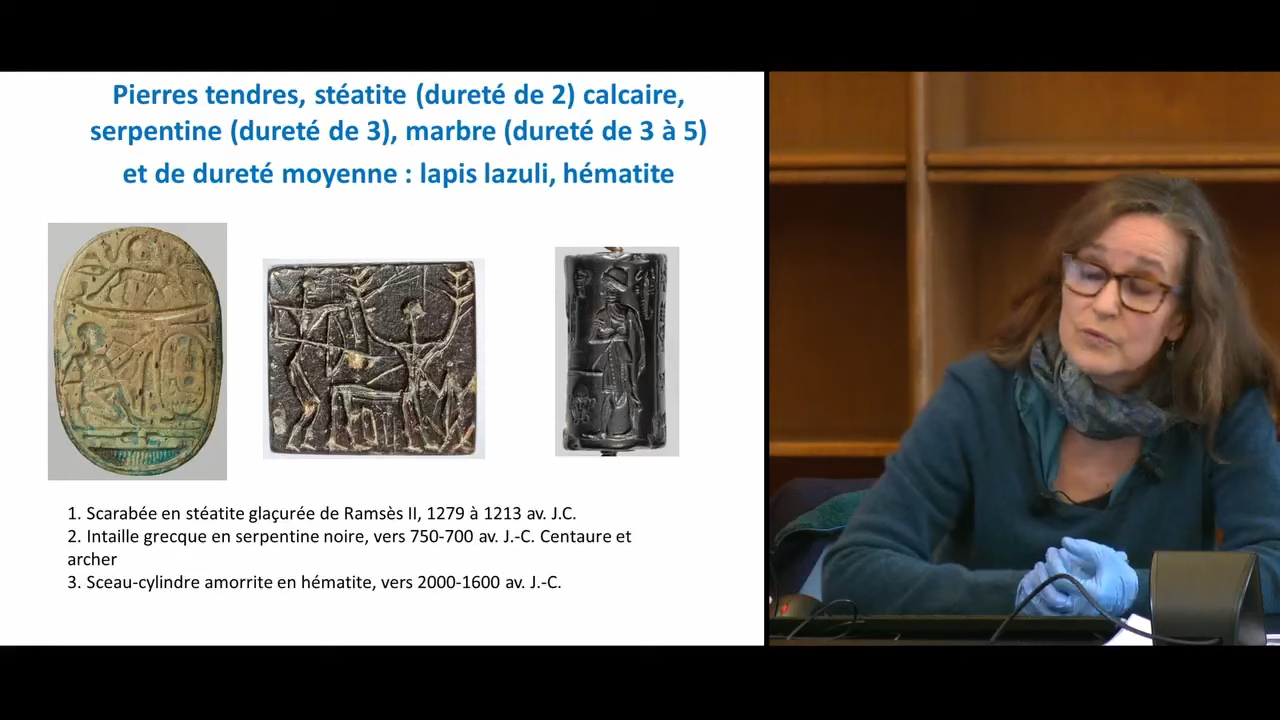 Pierres tendres, stéatite (dureté de 2) calcaire,
serpentine (dureté de 3), marbre (dureté de 3 à 5)
et de dureté moyenne : lapis lazuli, hématite
1. Scarabée en stéatite glaçurée de Ramsès II, 1279 à 1213 av. J.C.
2. Intaille grecque en serpentine noire, vers 750-700 av. J.-C. Centaure et
archer
3. Sceau-cylindre amorrite en hématite, vers 2000-1600 av. J.-C.